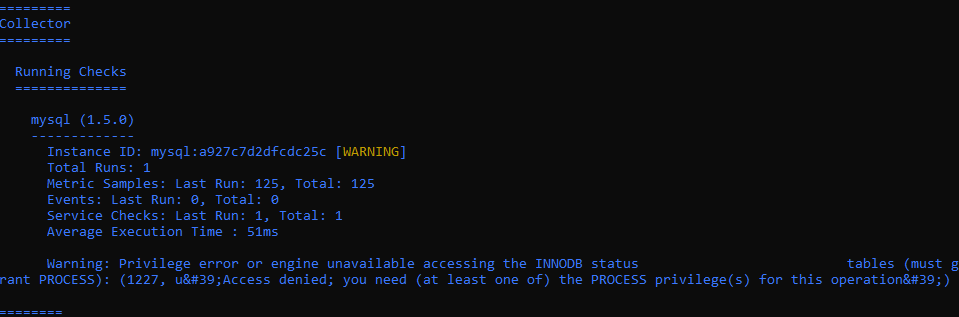 =========
Collector
=========
Running Checks
==============
mysql (1.5.0)
-------------
Instance ID: mysql:a927c7d2dfcdc25c [WARNING]
Total Runs: 1
Metric Samples: Last Run: 125, Total: 125
Events: Last Run: 0, Total: 0
Service Checks: Last Run: 1, Total: 1
Average Execution Time : 51ms
Warning: Privilege error or engine unavailable accessing the INNODB status                          tables (must g
rant PROCESS): (1227, u&#39;Access denied; you need (at least one of) the PROCESS privilege(s) for this operation&#39;)
========